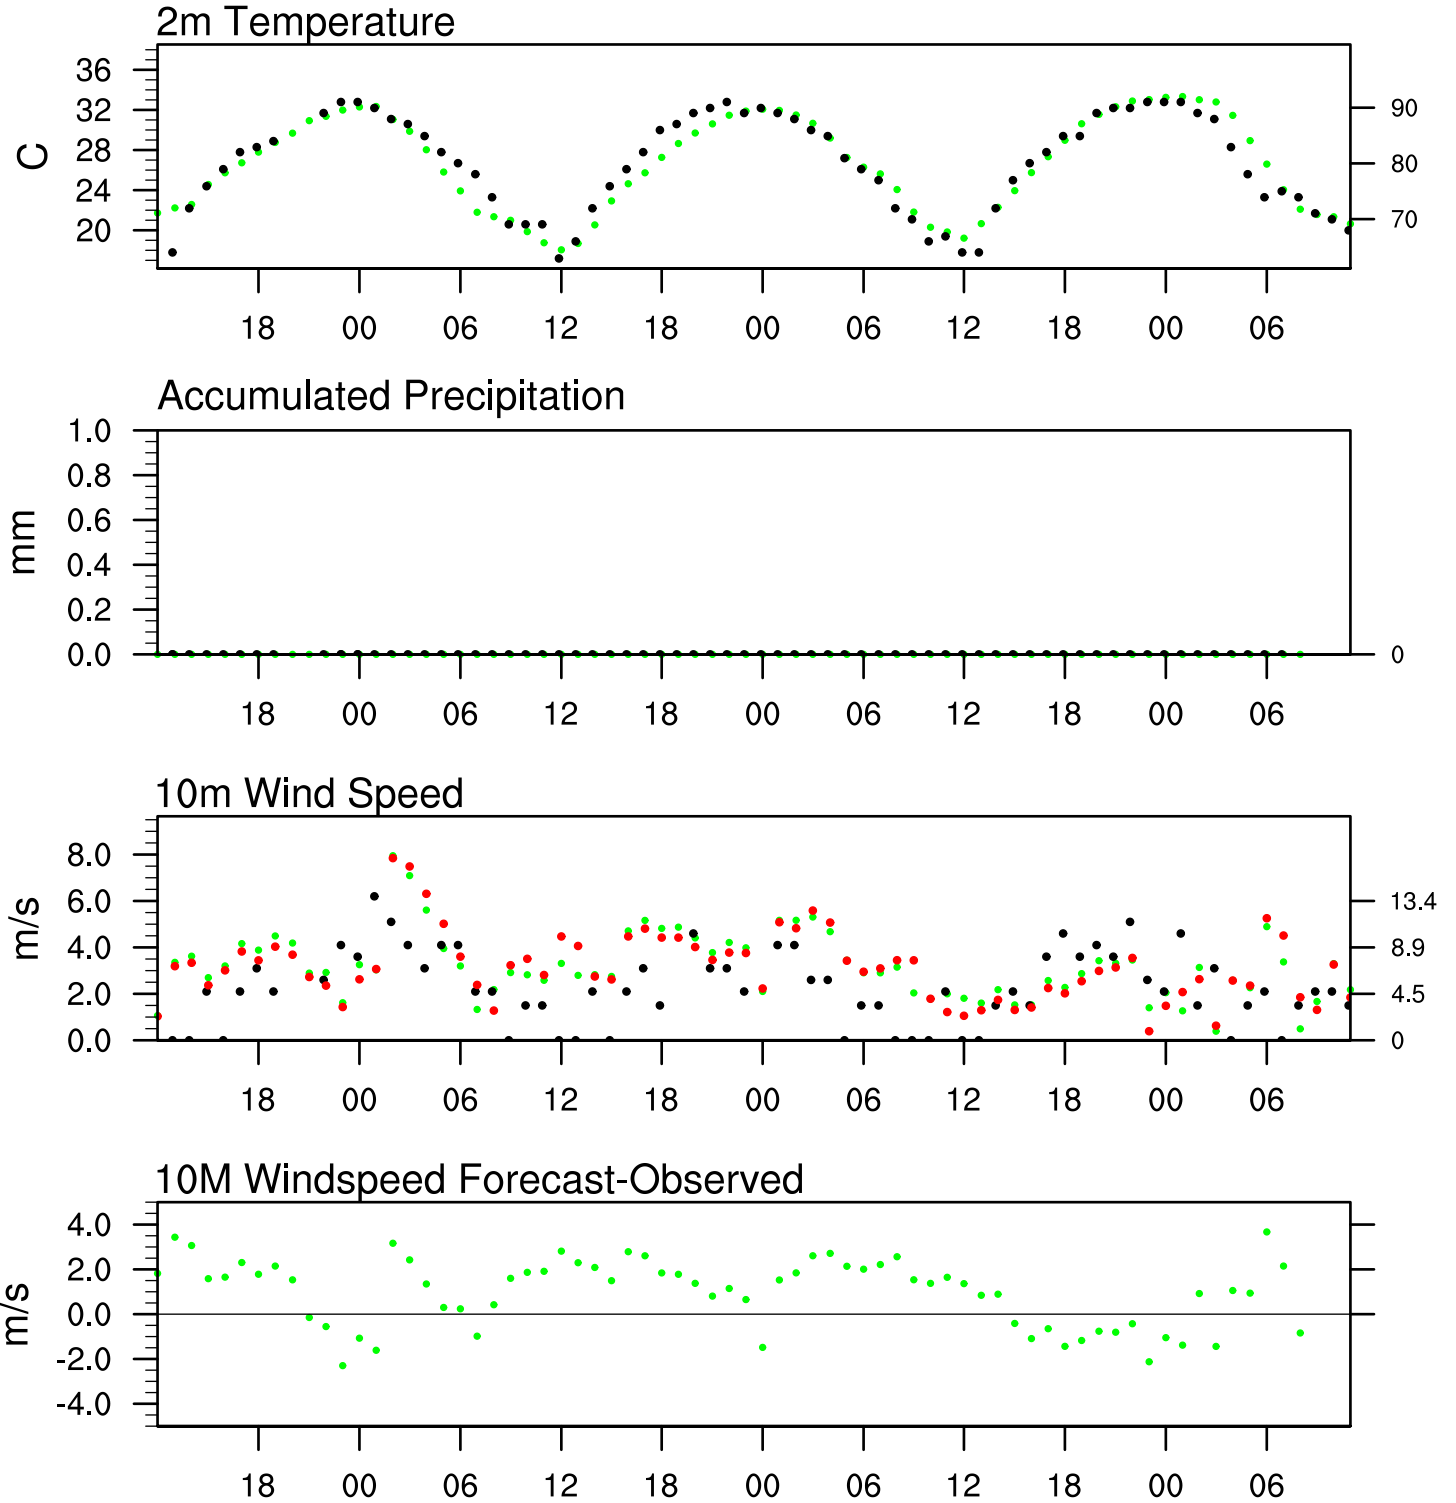 2m Temperature
36
32
28
24
20
C
90
80
70
18 00 06 12 18 00 06 12 18 00 06
Accumulated Precipitation
1.0
0.8
0.6
0.4
0.2
0.0
mm
0
18 00 06 12 18 00 06 12 18 00 06
10m Wind Speed
8.0
6.0
4.0
2.0
0.0
m/s
13.4
8.9
4.5
0
18 00 06 12 18 00 06 12 18 00 06
10M Windspeed Forecast-Observed
4.0
2.0
0.0
-2.0
-4.0
m/s
18 00 06 12 18 00 06 12 18 00 06